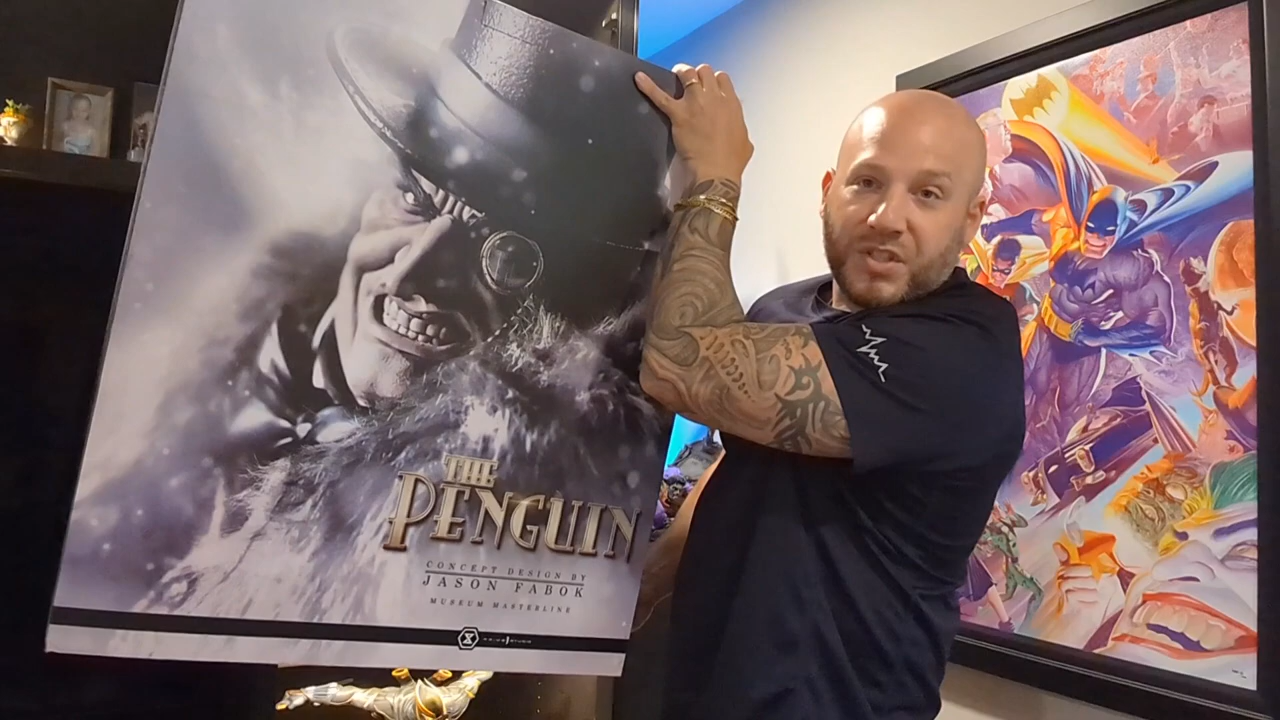 THE
PENGUIN
CONCEPT DESIGN BY
JASON FABOK
MUSEUM MASTERLINE